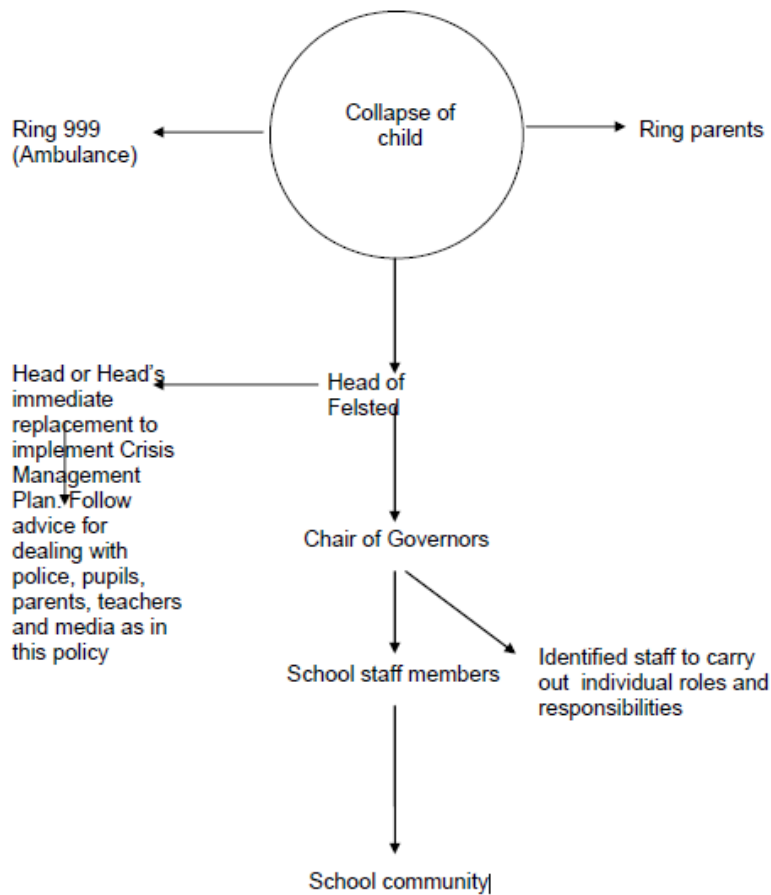 Collapse of
child
Ring 999
(Ambulance)
Ring parents
Head or Head's
immediate
replacement to
implement Crisis
Management
Plan. Follow
advice for
dealing with
police, pupils,
parents, teachers
and media as in
this policy
Head of
Felsted
Chair of Governors
School staff members
Identified staff to carry
out individual roles and
responsibilities
School community